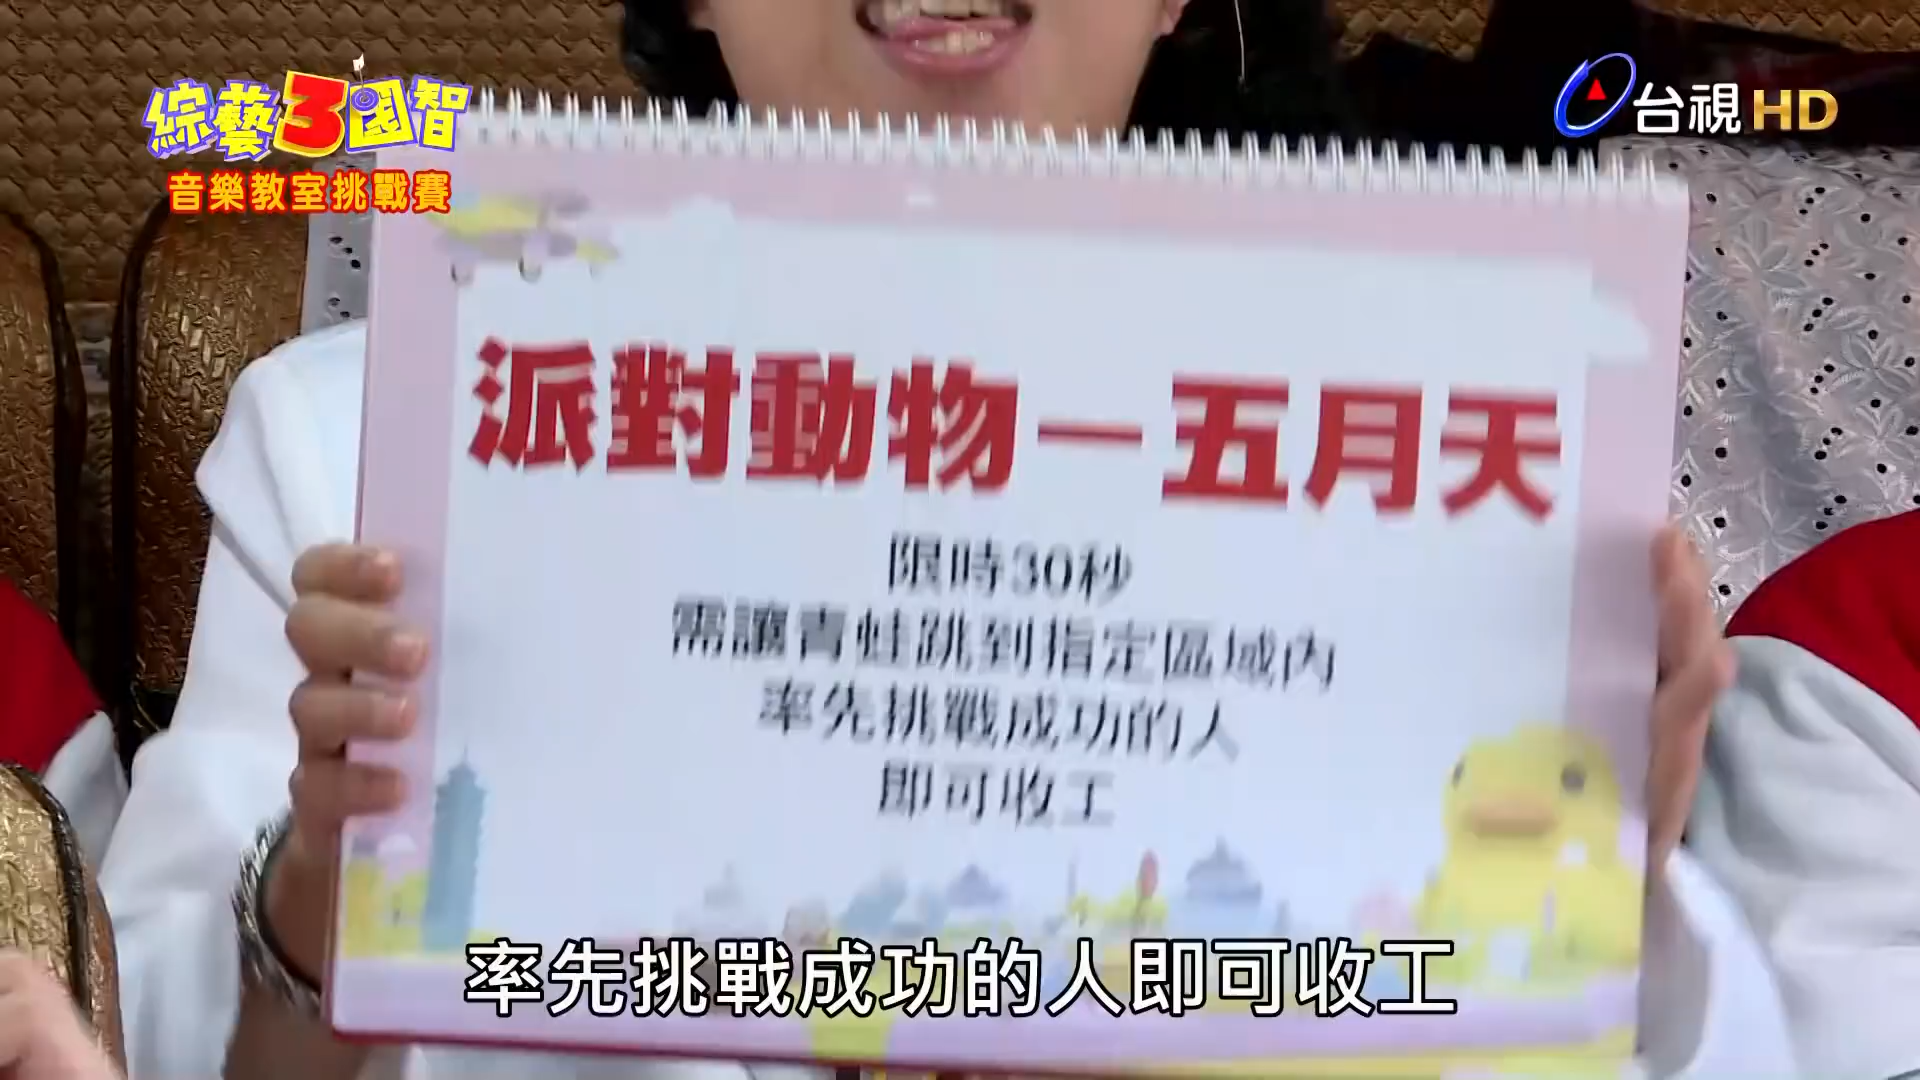 綜藝3國智
音樂教室挑戰賽
台視HD
派對動物—五月天
限時30秒
需讓青蛙跳到指定區域內
率先挑戰成功的人
即可收工
率先挑戰成功的人即可收工